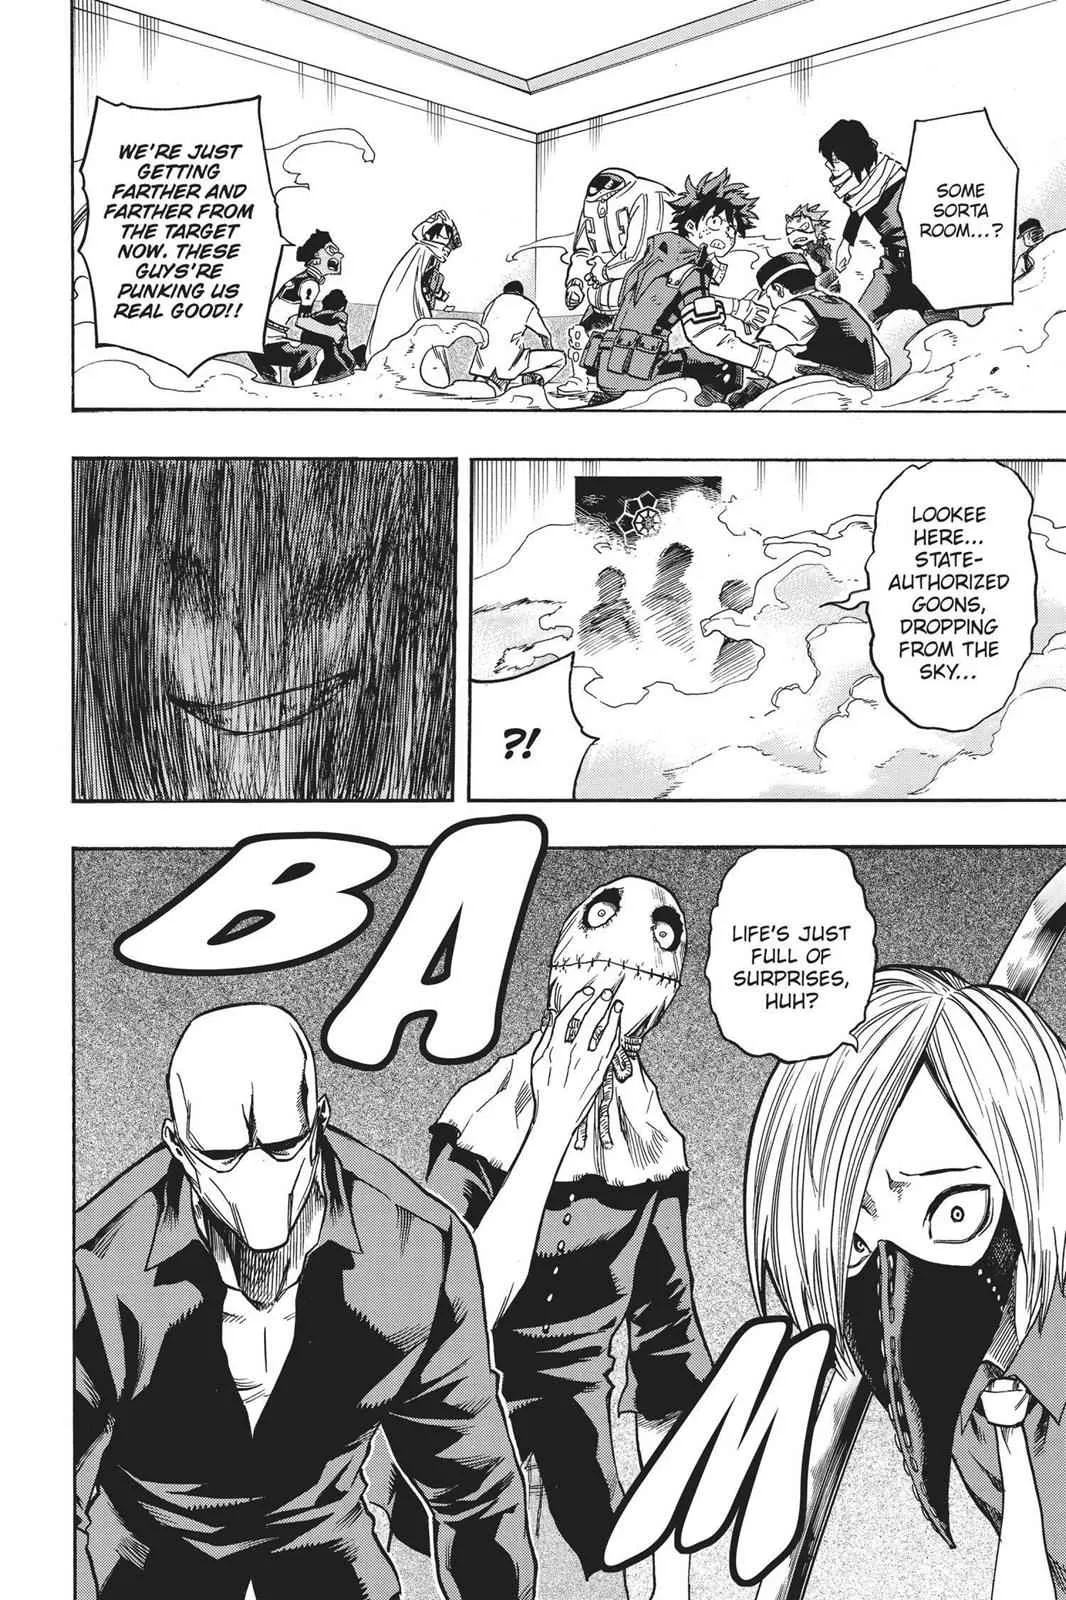 SOME
SORTA
ROOM...?
WE'RE JUST
GETTING
FARTHER AND
FARTHER FROM
THE TARGET
NOW. THESE
GUYS'RE
PUNKING US
REAL GOOD!!
LOOKEE
HERE...
STATE-
AUTHORIZED
GOONS,
DROPPING
FROM THE
SKY...
?!
LIFE'S JUST
FULL OF
SURPRISES,
HUH?
BAM